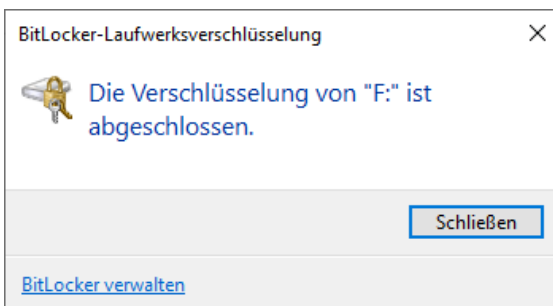 BitLocker-Laufwerksverschlüsselung
Die Verschlüsselung von "F:" ist
abgeschlossen.
Schließen
BitLocker verwalten